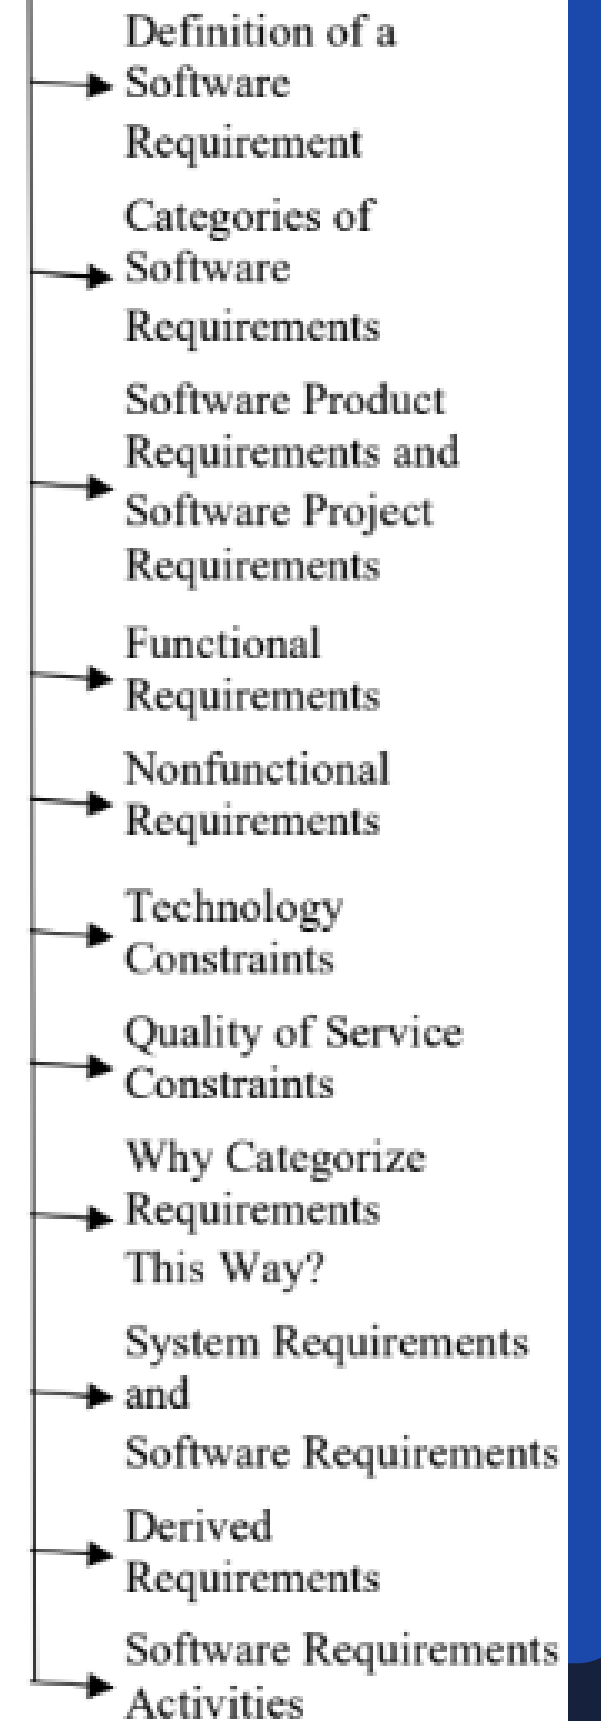 Definition of a
Software
Requirement
Categories of
Software
Requirements
Software Product
Requirements and
Software Project
Requirements
Functional
Requirements
Nonfunctional
Requirements
Technology
Constraints
Quality of Service
Constraints
Why Categorize
Requirements
This Way?
System Requirements
and
Software Requirements
Derived
Requirements
Software Requirements
Activities